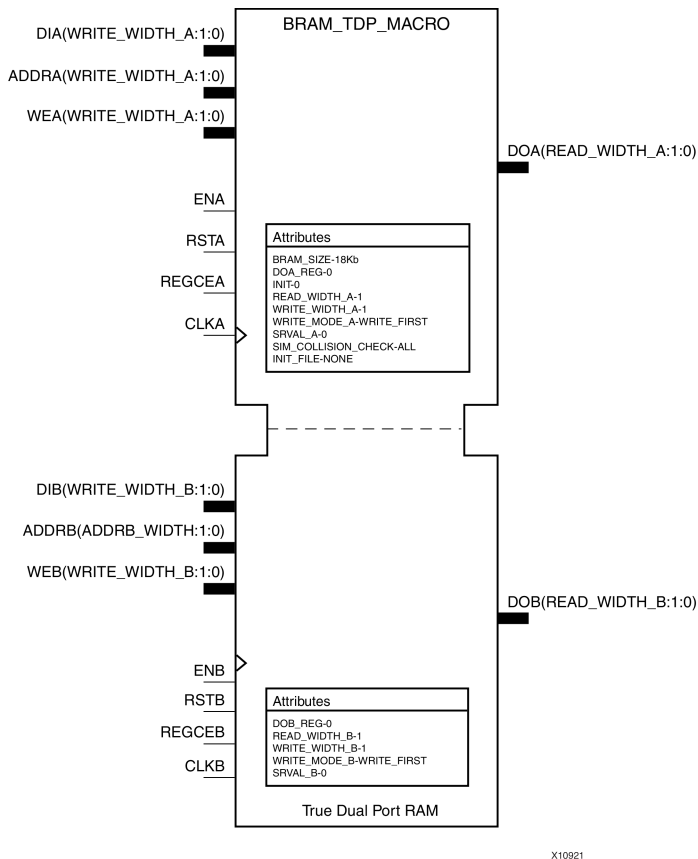 BRAM_TDP_MACRO
DIA(WRITE_WIDTH_A:1:0)
ADDRA(WRITE_WIDTH_A:1:0)
WEA(WRITE_WIDTH_A:1:0)
DOA(READ_WIDTH_A:1:0)
ENA
RSTA
REGCEA
CLKA
Attributes
BRAM_SIZE-18Kb
DOA_REG-0
INIT-0
READ_WIDTH_A-1
WRITE_WIDTH_A-1
WRITE_MODE_A-WRITE_FIRST
SRVAL_A-0
SIM_COLLISION_CHECK-ALL
INIT_FILE-NONE
DIB(WRITE_WIDTH_B:1:0)
ADDRB(ADDRB_WIDTH:1:0)
WEB(WRITE_WIDTH_B:1:0)
DOB(READ_WIDTH_B:1:0)
ENB
RSTB
REGCEB
CLKB
Attributes
DOB_REG-0
READ_WIDTH_B-1
WRITE_WIDTH_B-1
WRITE_MODE_B-WRITE_FIRST
SRVAL_B-0
True Dual Port RAM
X10921